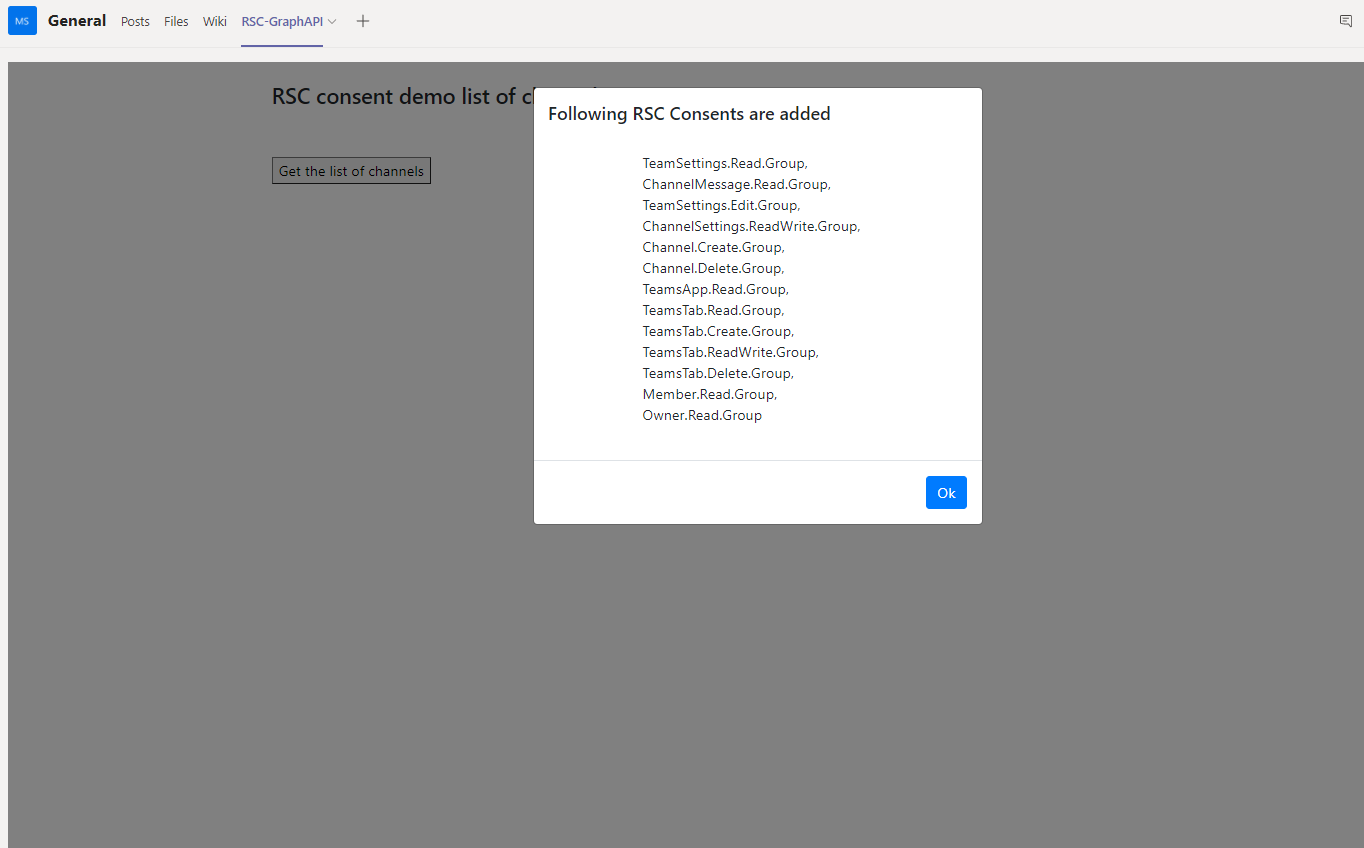 MS
General
Posts
Files
Wiki
RSC-GraphAPI
RSC consent demo list of
Get the list of channels
Following RSC Consents are added
TeamSettings.Read.Group,
ChannelMessage.Read.Group,
TeamSettings.Edit.Group,
ChannelSettings.ReadWrite.Group,
Channel.Create.Group,
Channel.Delete.Group,
TeamsApp.Read.Group,
TeamsTab.Read.Group,
TeamsTab.Create.Group,
TeamsTab.ReadWrite.Group,
TeamsTab.Delete.Group,
Member.Read.Group,
Owner.Read.Group
Ok